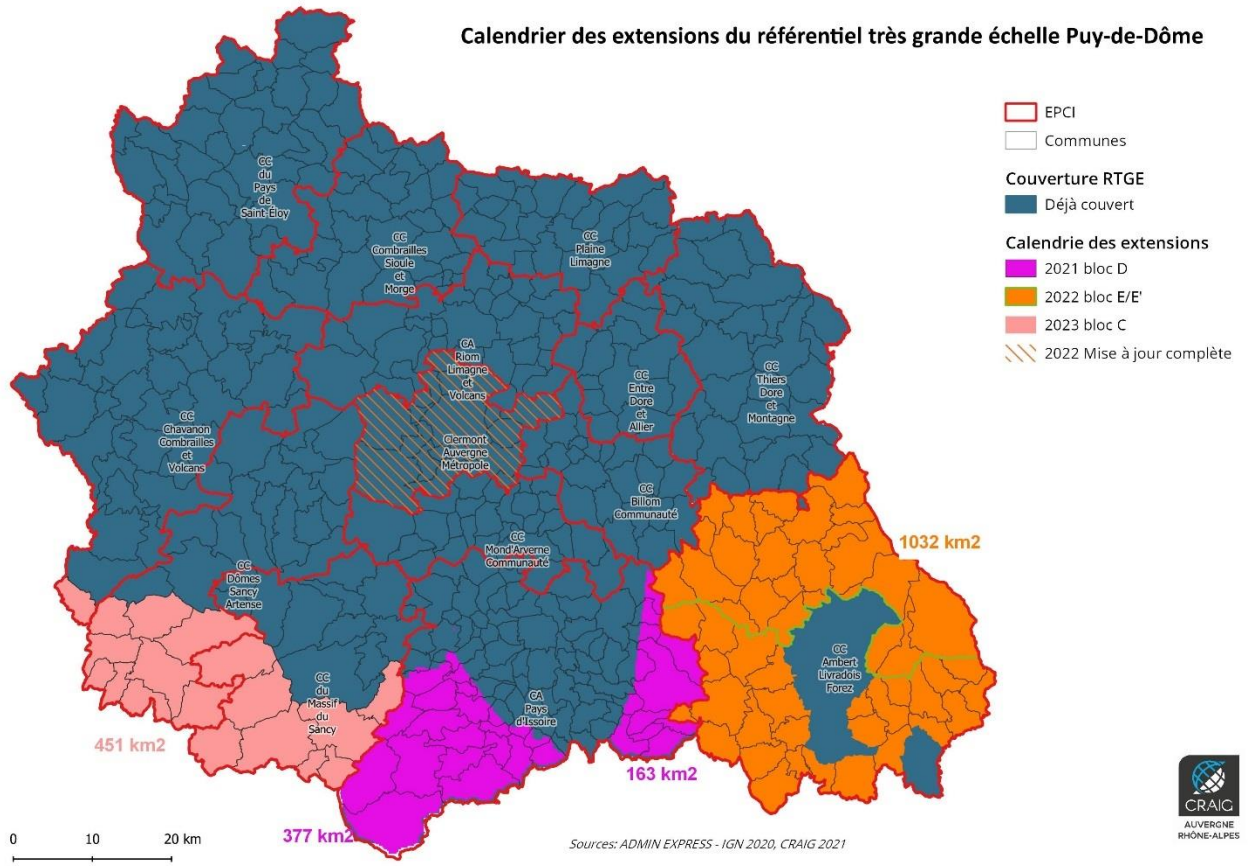 Calendrier des extensions du référentiel très grande échelle Puy-de-Dôme
EPCI
Communes
Couverture RTGE
Déjà couvert
Calendrie des extensions
2021 bloc D
2022 bloc E/E'
2023 bloc C
2022 Mise à jour complète
CC
du
Pays
de
Saint-Éloy
CC
Combrailles
Sioule
et
Morge
CC
Plaine
Limagne
CA
Riom
Limagne
et
Volcans
CC
Entre
Dore
et
Allier
CC
Thiers
Dore
et
Montagne
CC
Chavanon
Combrailles
et
Volcans
Clermont
Auvergne
Métropole
CC
Billom
Communauté
CC
Mond'Arverne
Communauté
CC
Dômes
Sancy
Artense
CC
du
Massif
du
Sancy
CA
Pays
d'Issoire
CC
Ambert
Livradois
Forez
1032 km2
451 km2
163 km2
377 km2
0 10 20 km
Sources: ADMIN EXPRESS - IGN 2020, CRAIG 2021
CRAIG
AUVERGNE
RHÔNE-ALPES